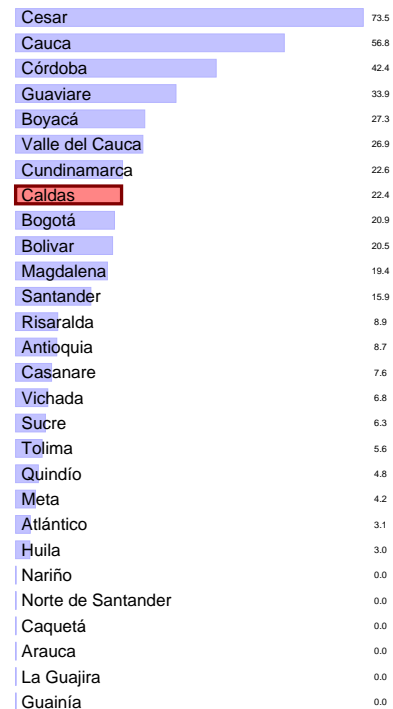 Cesar 73.5
Cauca 56.8
Córdoba 42.4
Guaviare 33.9
Boyacá 27.3
Valle del Cauca 26.9
Cundinamarca 22.6
Caldas 22.4
Bogotá 20.9
Bolivar 20.5
Magdalena 19.4
Santander 15.9
Risaralda 8.9
Antioquia 8.7
Casanare 7.6
Vichada 6.8
Sucre 6.3
Tolima 5.6
Quindío 4.8
Meta 4.2
Atlántico 3.1
Huila 3.0
Nariño 0.0
Norte de Santander 0.0
Caquetá 0.0
Arauca 0.0
La Guajira 0.0
Guainía 0.0